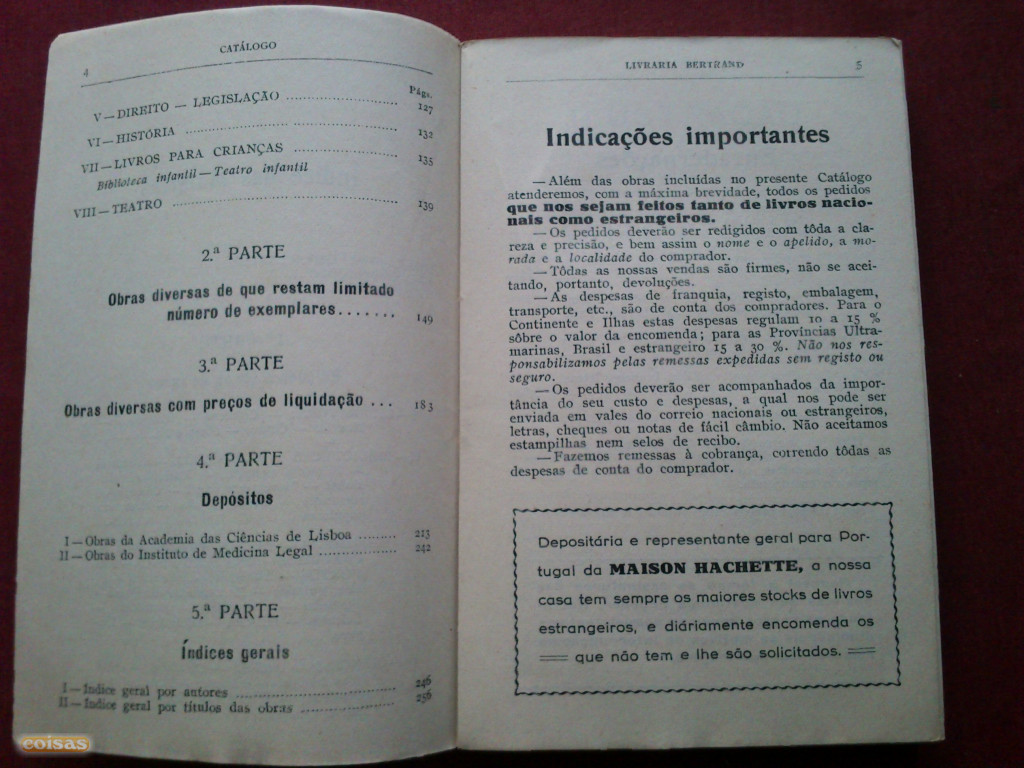 4
CATÁLOGO
Págs.
V — DIREITO — LEGISLAÇÃO .................... 127
VI — HISTÓRIA .................... 132
VII — LIVROS PARA CRIANÇAS .................... 135
Biblioteca infantil — Teatro infantil
VIII — TEATRO .................... 139
2.ª PARTE
Obras diversas de que restam limitado
número de exemplares....... 149
3.ª PARTE
Obras diversas com preços de liquidação ... 183
4.ª PARTE
Depósitos
I — Obras da Academia das Ciências de Lisboa ......... 213
II — Obras do Instituto de Medicina Legal .................. 242
5.ª PARTE
Índices gerais
I — Índice geral por autores .................... 246
II — Índice geral por títulos das obras .................... 256
LIVRARIA BERTRAND
5
Indicações importantes
— Além das obras incluídas no presente Catálogo
atenderemos, com a máxima brevidade, todos os pedidos
que nos sejam feitos tanto de livros nacio-
nais como estrangeiros.
— Os pedidos deverão ser redigidos com tôda a cla-
reza e precisão, e bem assim o nome e o apelido, a mo-
rada e a localidade do comprador.
— Tôdas as nossas vendas são firmes, não se acei-
tando, portanto, devoluções.
— As despesas de franquia, registo, embalagem,
transporte, etc., são de conta dos compradores. Para o
Continente e Ilhas estas despesas regulam 10 a 15 %
sôbre o valor da encomenda; para as Províncias Ultra-
marinas, Brasil e estrangeiro 15 a 30 %. Não nos res-
ponsabilizamos pelas remessas expedidas sem registo ou
seguro.
— Os pedidos deverão ser acompanhados da impor-
tância do seu custo e despesas, a qual nos pode ser
enviada em vales do correio nacionais ou estrangeiros,
letras, cheques ou notas de fácil câmbio. Não aceitamos
estampilhas nem selos de recibo.
— Fazemos remessas à cobrança, correndo tôdas as
despesas de conta do comprador.
Depositária e representante geral para Por-
tugal da MAISON HACHETTE, a nossa
casa tem sempre os maiores stocks de livros
estrangeiros, e diáriamente encomenda os
que não tem e lhe são solicitados.
coisas